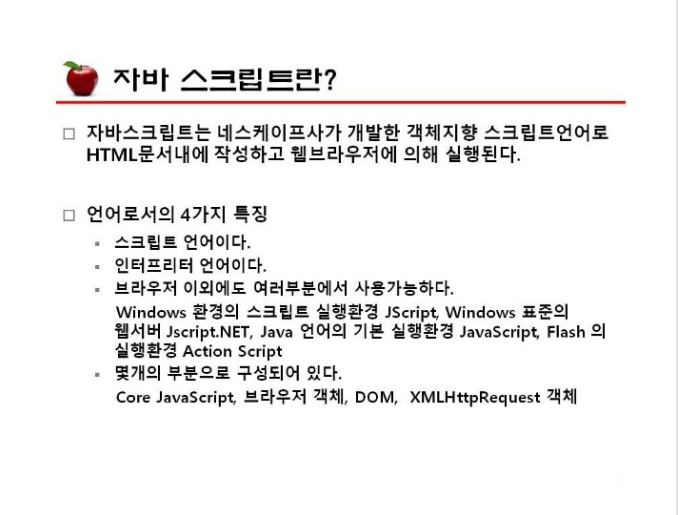 자바 스크립트란?
□ 자바스크립트는 네스케이프사가 개발한 객체지향 스크립트언어로
HTML문서내에 작성하고 웹브라우저에 의해 실행된다.
□ 언어로서의 4가지 특징
▪ 스크립트 언어이다.
▪ 인터프리터 언어이다.
▪ 브라우저 이외에도 여러부분에서 사용가능하다.
Windows 환경의 스크립트 실행환경 JScript, Windows 표준의
웹서버 Jscript.NET, Java 언어의 기본 실행환경 JavaScript, Flash 의
실행환경 Action Script
▪ 몇개의 부분으로 구성되어 있다.
Core JavaScript, 브라우저 객체, DOM, XMLHttpRequest 객체